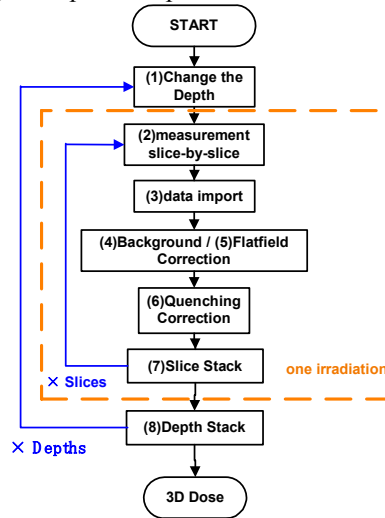 START
(1)Change the
Depth
(2)measurement
slice-by-slice
(3)data import
(4)Background / (5)Flatfield
Correction
(6)Quenching
Correction
(7)Slice Stack
one irradiation
× Slices
(8)Depth Stack
× Depths
3D Dose